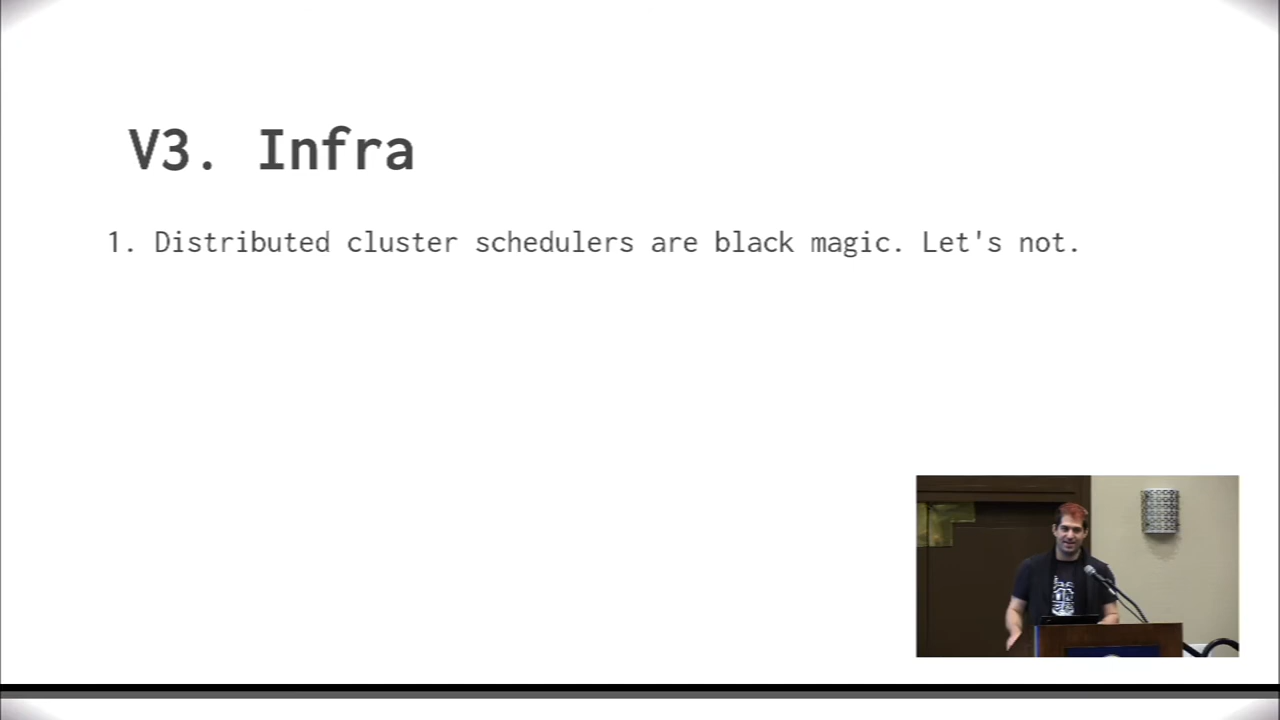 V3. Infra
1. Distributed cluster schedulers are black magic. Let's not.